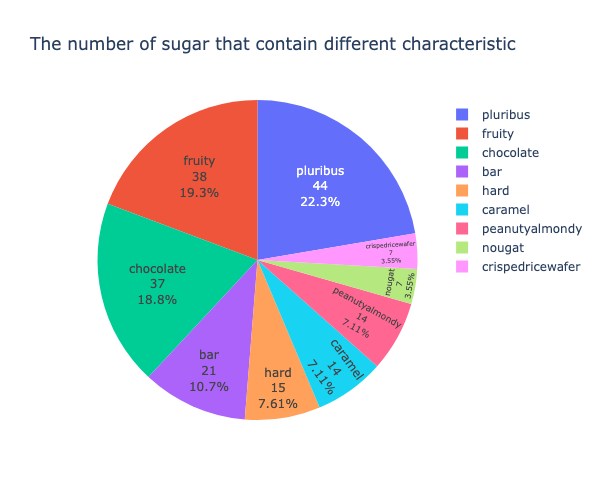 The number of sugar that contain different characteristic
pluribus
44
22.3%
fruity
38
19.3%
chocolate
37
18.8%
bar
21
10.7%
hard
15
7.61%
caramel
14
7.11%
peanutyalmondy
14
7.11%
nougat
7
3.55%
crispedricewafer
7
3.55%
pluribus
fruity
chocolate
bar
hard
caramel
peanutyalmondy
nougat
crispedricewafer